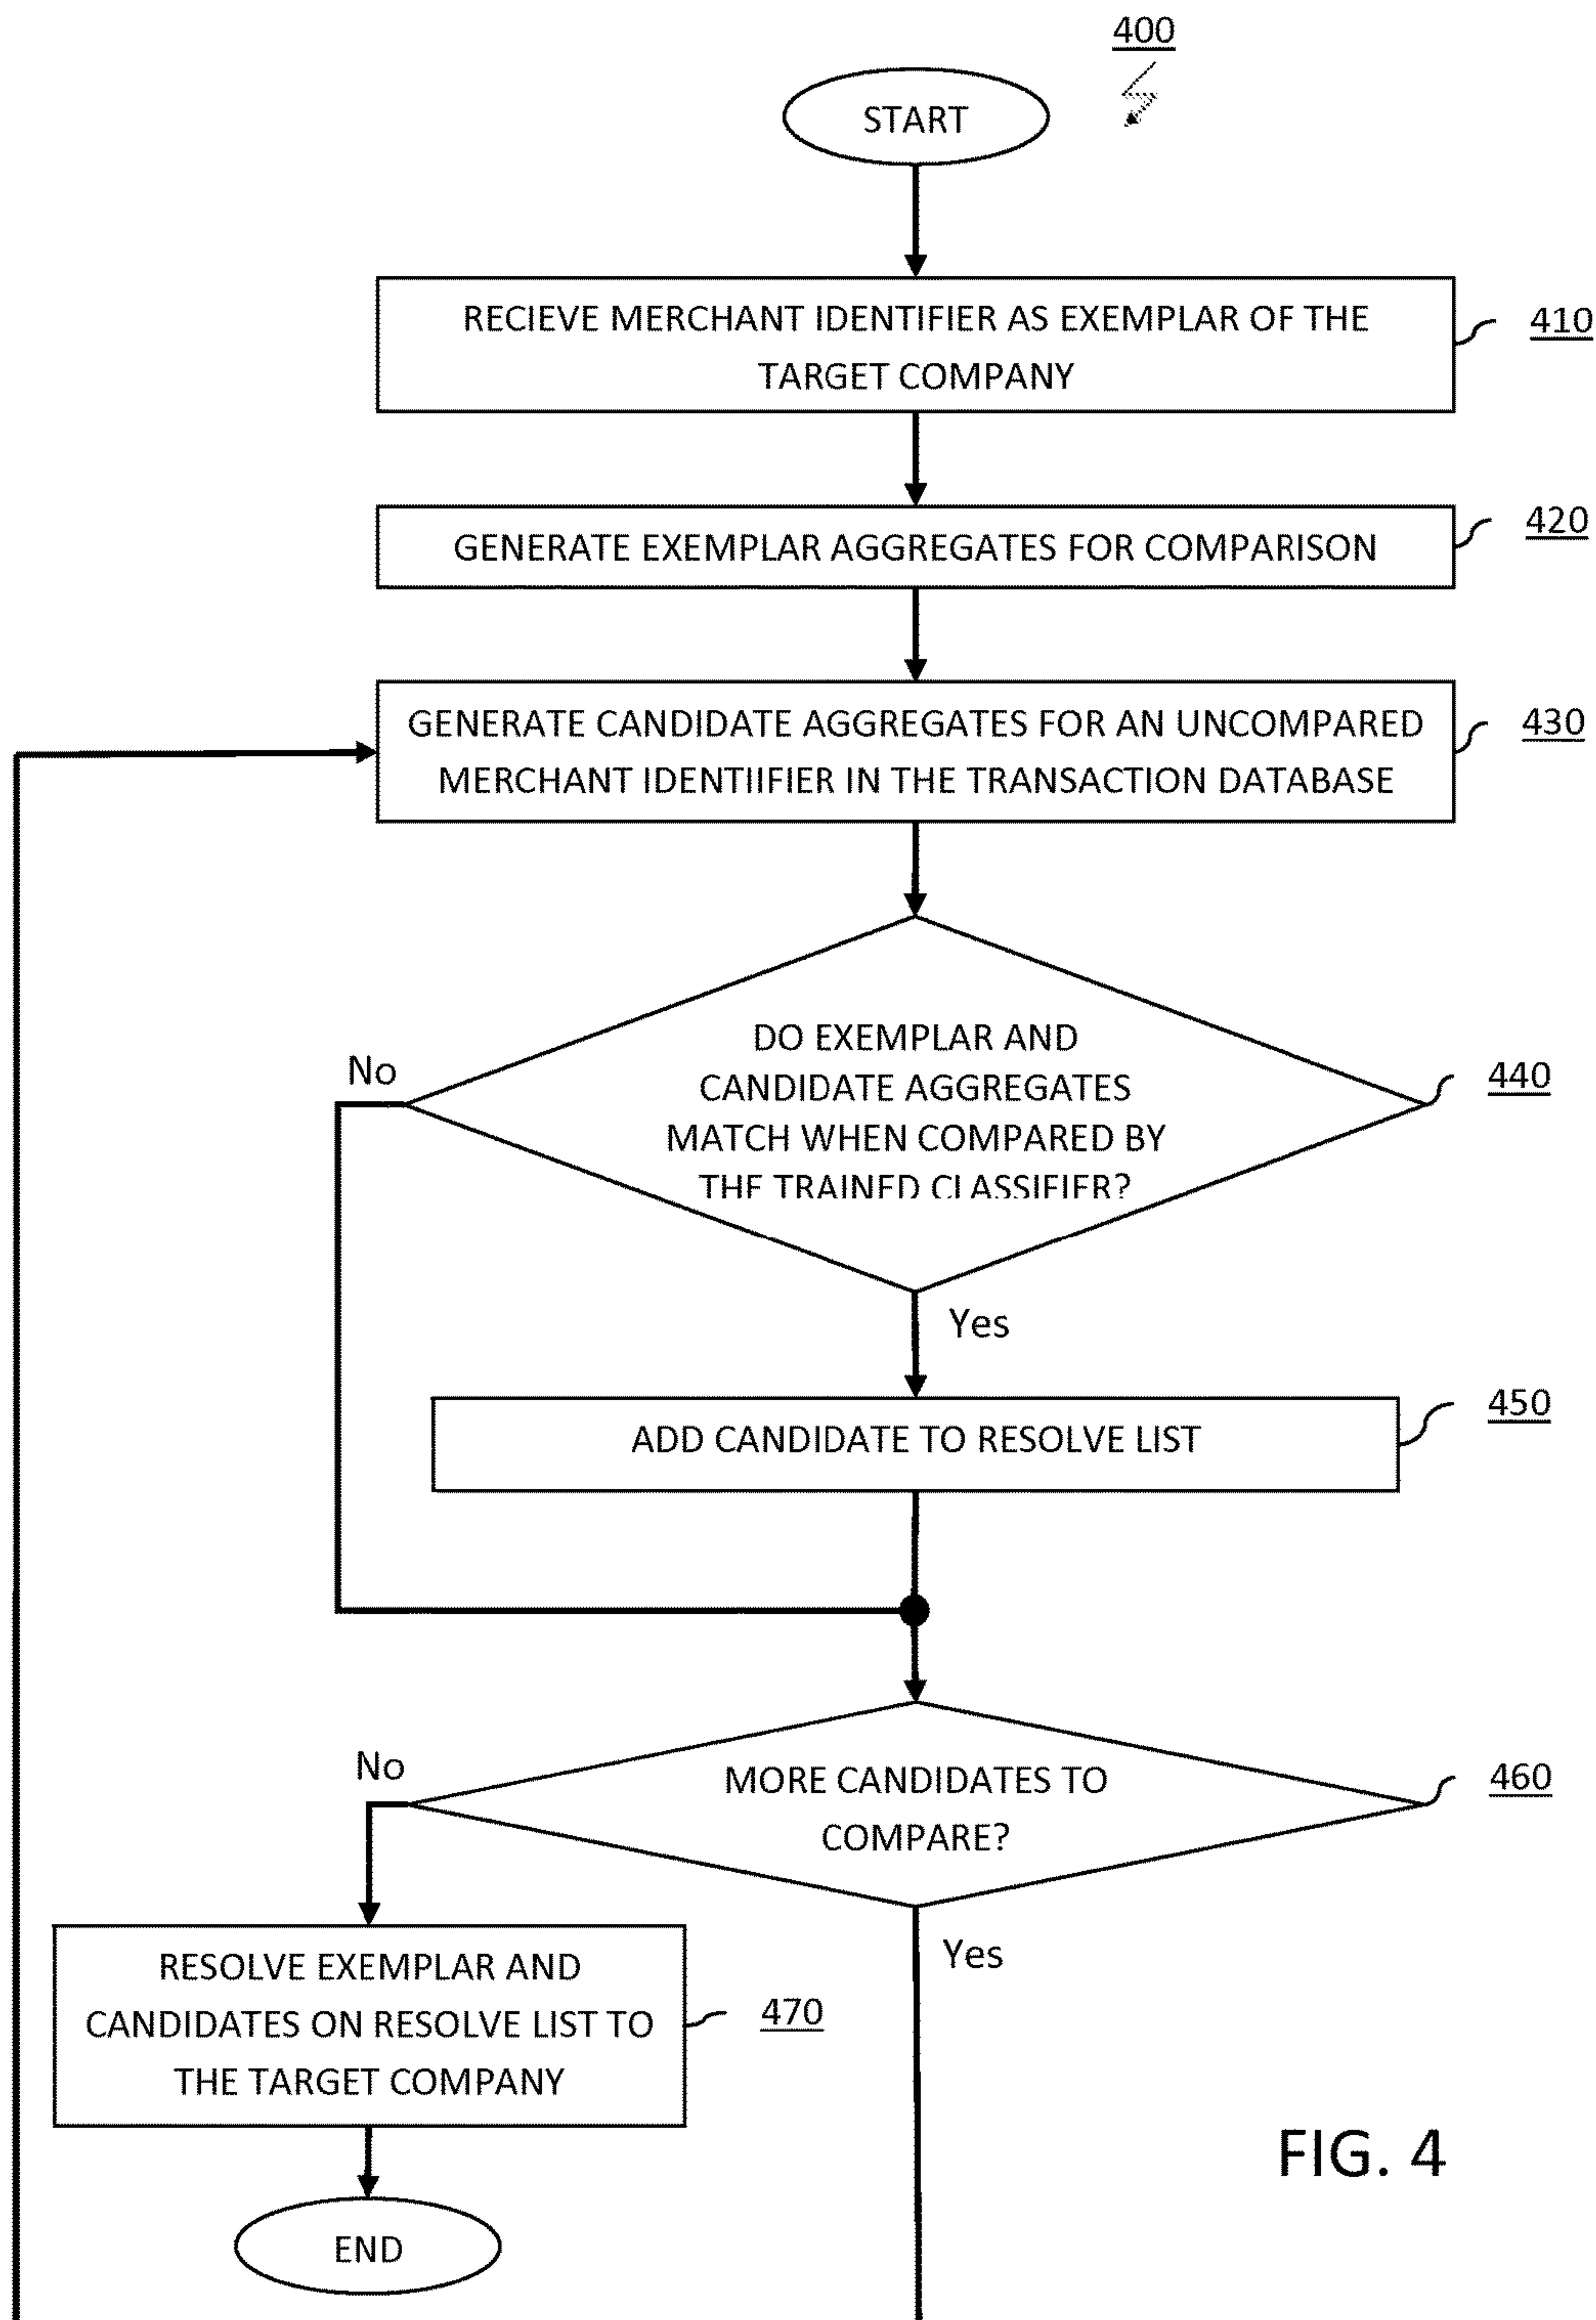 400
START
RECIEVE MERCHANT IDENTIFIER AS EXEMPLAR OF THE
TARGET COMPANY
410
GENERATE EXEMPLAR AGGREGATES FOR COMPARISON
420
GENERATE CANDIDATE AGGREGATES FOR AN UNCOMPARED
MERCHANT IDENTIIFIER IN THE TRANSACTION DATABASE
430
DO EXEMPLAR AND
CANDIDATE AGGREGATES
MATCH WHEN COMPARED BY
THE TRAINED CLASSIFIER?
440
No
Yes
ADD CANDIDATE TO RESOLVE LIST
450
MORE CANDIDATES TO
COMPARE?
460
No
Yes
RESOLVE EXEMPLAR AND
CANDIDATES ON RESOLVE LIST TO
THE TARGET COMPANY
470
END
FIG. 4